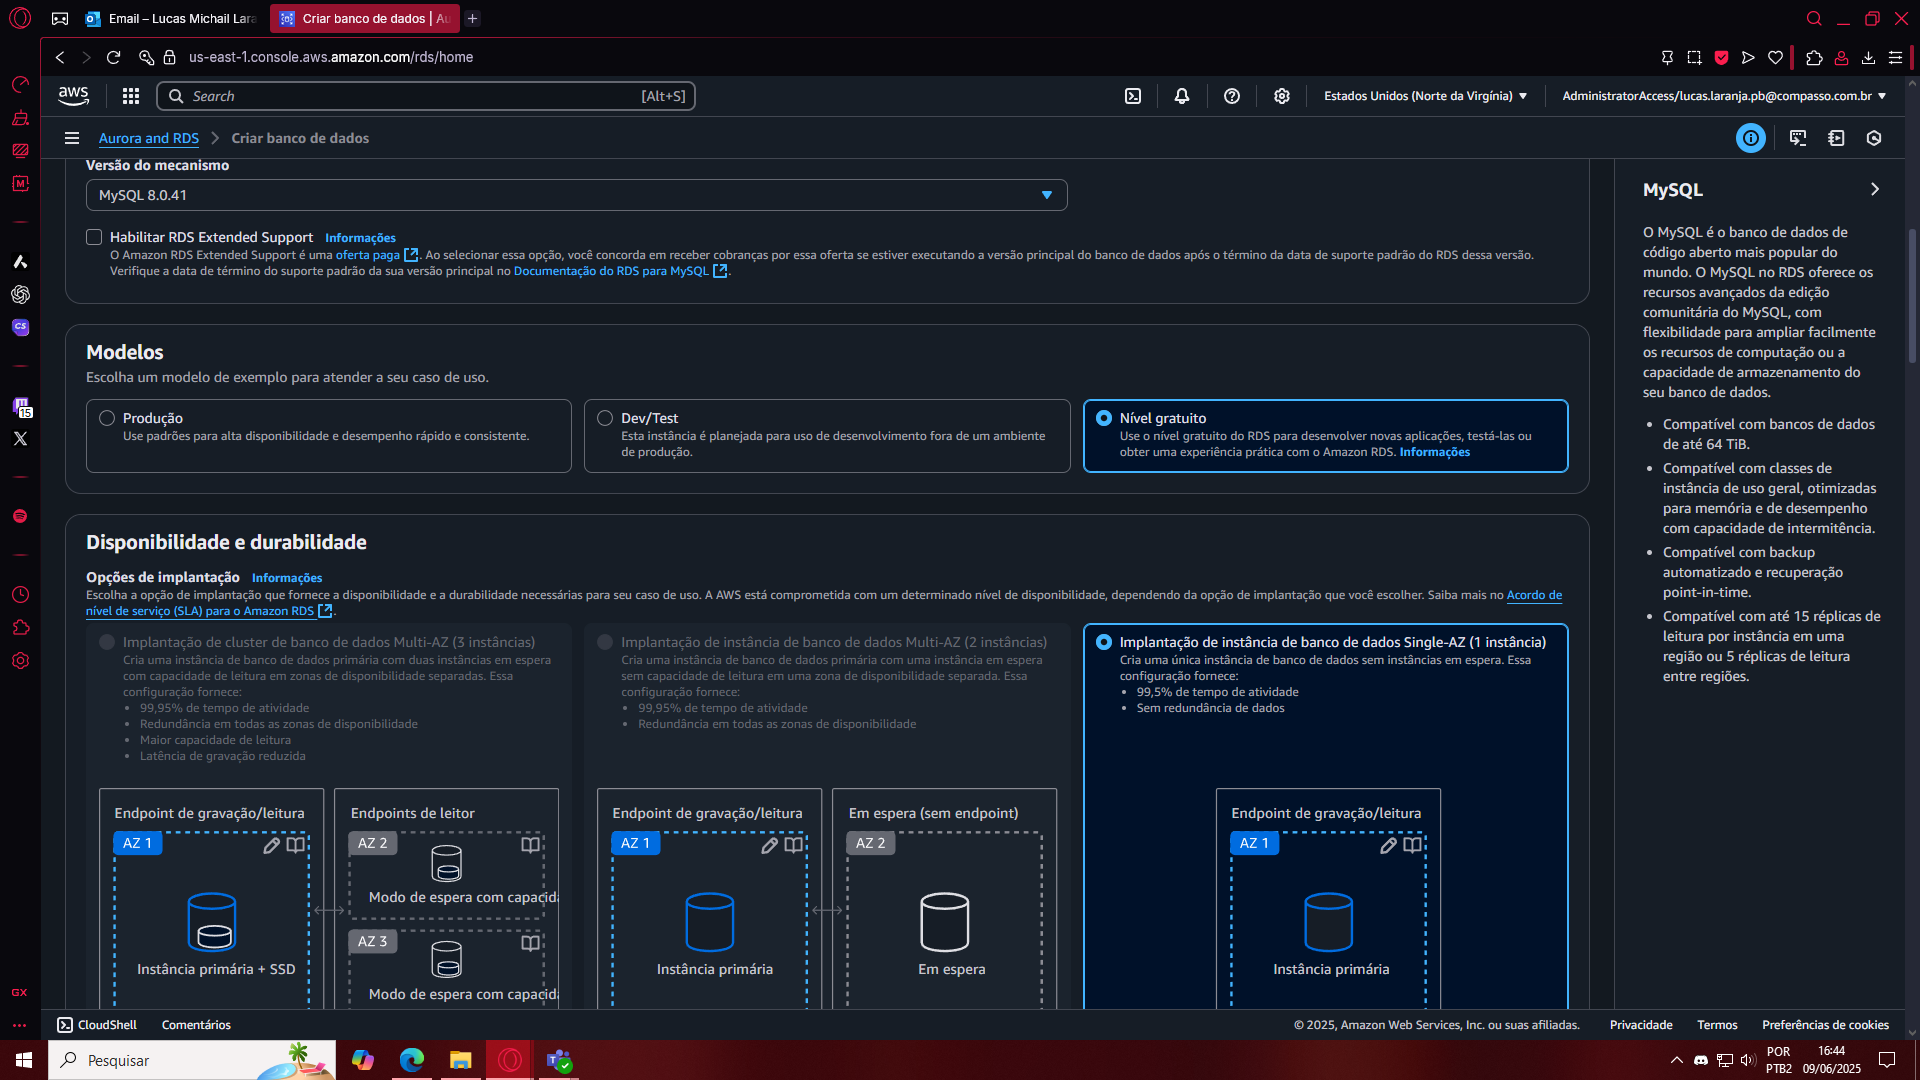 Email – Lucas Michail Lara
Criar banco de dados | Au
us-east-1.console.aws.amazon.com/rds/home
aws
Search
[Alt+S]
Estados Unidos (Norte da Virgínia)
AdministratorAccess/lucas.laranja.pb@compasso.com.br
Aurora and RDS
Criar banco de dados
Versão do mecanismo
MySQL 8.0.41
Habilitar RDS Extended Support Informações
O Amazon RDS Extended Support é uma oferta paga. Ao selecionar essa opção, você concorda em receber cobranças por essa oferta se estiver executando a versão principal do banco de dados após o término da data de suporte padrão do RDS dessa versão.
Verifique a data de término do suporte padrão da sua versão principal no Documentação do RDS para MySQL.
Modelos
Escolha um modelo de exemplo para atender a seu caso de uso.
Produção
Use padrões para alta disponibilidade e desempenho rápido e consistente.
Dev/Test
Esta instância é planejada para uso de desenvolvimento fora de um ambiente
de produção.
Nível gratuito
Use o nível gratuito do RDS para desenvolver novas aplicações, testá-las ou
obter uma experiência prática com o Amazon RDS. Informações
Disponibilidade e durabilidade
Opções de implantação Informações
Escolha a opção de implantação que fornece a disponibilidade e a durabilidade necessárias para seu caso de uso. A AWS está comprometida com um determinado nível de disponibilidade, dependendo da opção de implantação que você escolher. Saiba mais no Acordo de
nível de serviço (SLA) para o Amazon RDS.
Implantação de cluster de banco de dados Multi-AZ (3 instâncias)
Cria uma instância de banco de dados primária com duas instâncias em espera
com capacidade de leitura em zonas de disponibilidade separadas. Essa
configuração fornece:
• 99,95% de tempo de atividade
• Redundância em todas as zonas de disponibilidade
• Maior capacidade de leitura
• Latência de gravação reduzida
Implantação de instância de banco de dados Multi-AZ (2 instâncias)
Cria uma instância de banco de dados primária com uma instância em espera
sem capacidade de leitura em uma zona de disponibilidade separada. Essa
configuração fornece:
• 99,95% de tempo de atividade
• Redundância em todas as zonas de disponibilidade
Implantação de instância de banco de dados Single-AZ (1 instância)
Cria uma única instância de banco de dados sem instâncias em espera. Essa
configuração fornece:
• 99,5% de tempo de atividade
• Sem redundância de dados
Endpoint de gravação/leitura
AZ 1
Instância primária + SSD
Endpoints de leitor
AZ 2
Modo de espera com capacida
AZ 3
Modo de espera com capacida
Endpoint de gravação/leitura
AZ 1
Instância primária
Em espera (sem endpoint)
AZ 2
Em espera
Endpoint de gravação/leitura
AZ 1
Instância primária
MySQL
O MySQL é o banco de dados de
código aberto mais popular do
mundo. O MySQL no RDS oferece os
recursos avançados da edição
comunitária do MySQL, com
flexibilidade para ampliar facilmente
os recursos de computação ou a
capacidade de armazenamento do
seu banco de dados.
• Compatível com bancos de dados
de até 64 TiB.
• Compatível com classes de
instância de uso geral, otimizadas
para memória e de desempenho
com capacidade de intermitência.
• Compatível com backup
automatizado e recuperação
point-in-time.
• Compatível com até 15 réplicas de
leitura por instância em uma
região ou 5 réplicas de leitura
entre regiões.
M
CS
15
GX
CloudShell
Comentários
© 2025, Amazon Web Services, Inc. ou suas afiliadas.
Privacidade
Termos
Preferências de cookies
Pesquisar
POR
PTB2
16:44
09/06/2025